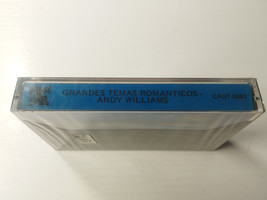 GRANDES TEMAS ROMANTICOS -
ANDY WILLIAMS